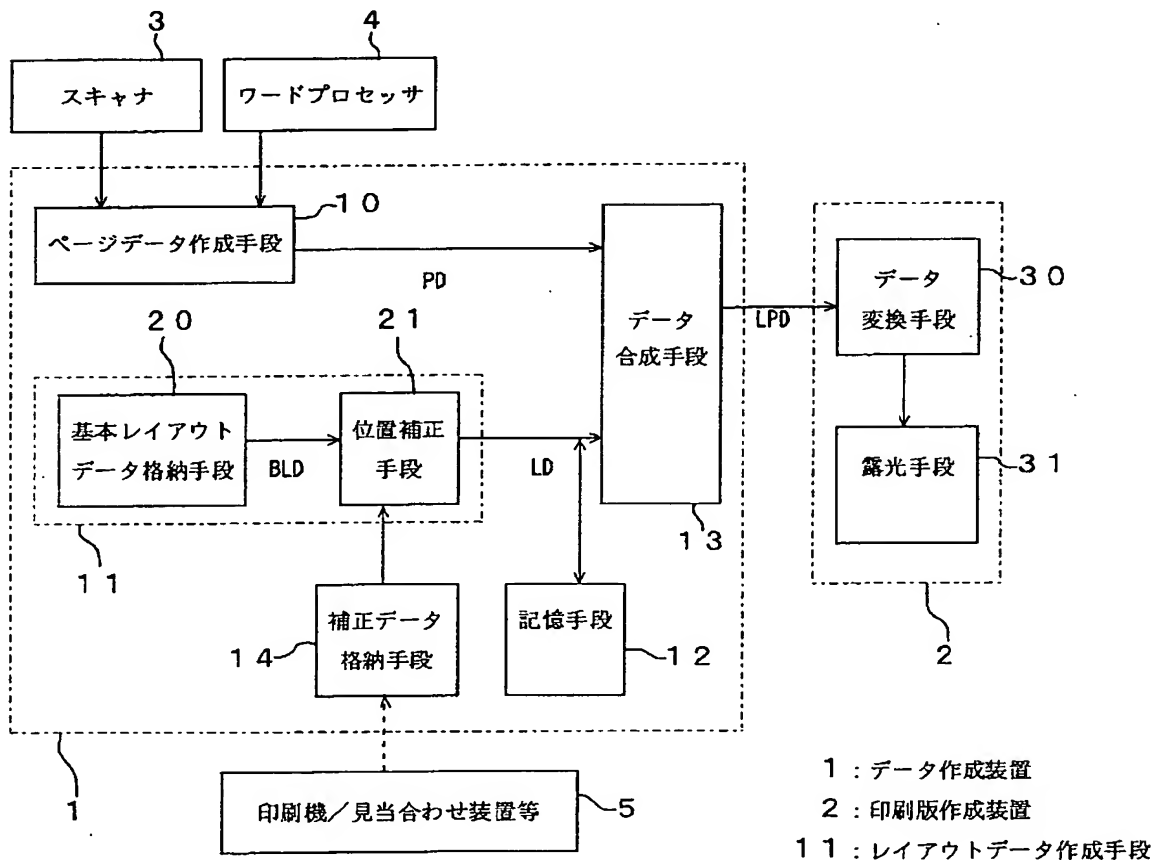 3
4
スキャナ
ワードプロセッサ
10
ページデータ作成手段
PD
データ
合成手段
13
LPD
データ
変換手段
30
露光手段
31
2
20
21
基本レイアウト
データ格納手段
BLD
位置補正
手段
LD
11
補正データ
格納手段
14
記憶手段
12
1
印刷機/見当合わせ装置等
5
1:データ作成装置
2:印刷版作成装置
11:レイアウトデータ作成手段